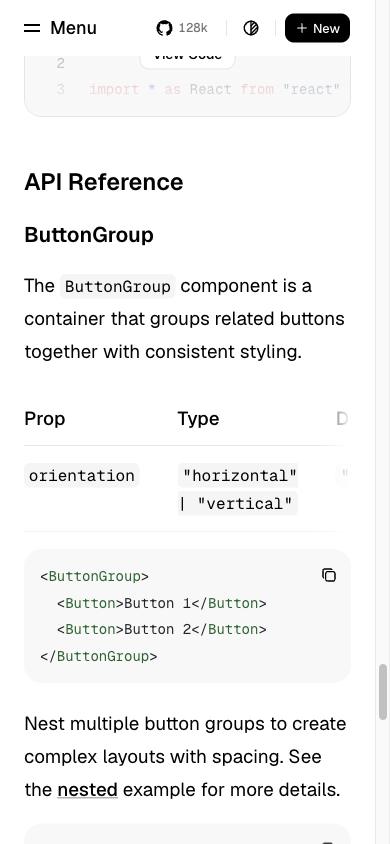 Menu 128k + New
View Code
2
3 import * as React from "react"
API Reference
ButtonGroup
The ButtonGroup component is a
container that groups related buttons
together with consistent styling.
Prop Type D
orientation "horizontal" "
| "vertical"
<ButtonGroup>
<Button>Button 1</Button>
<Button>Button 2</Button>
</ButtonGroup>
Nest multiple button groups to create
complex layouts with spacing. See
the nested example for more details.